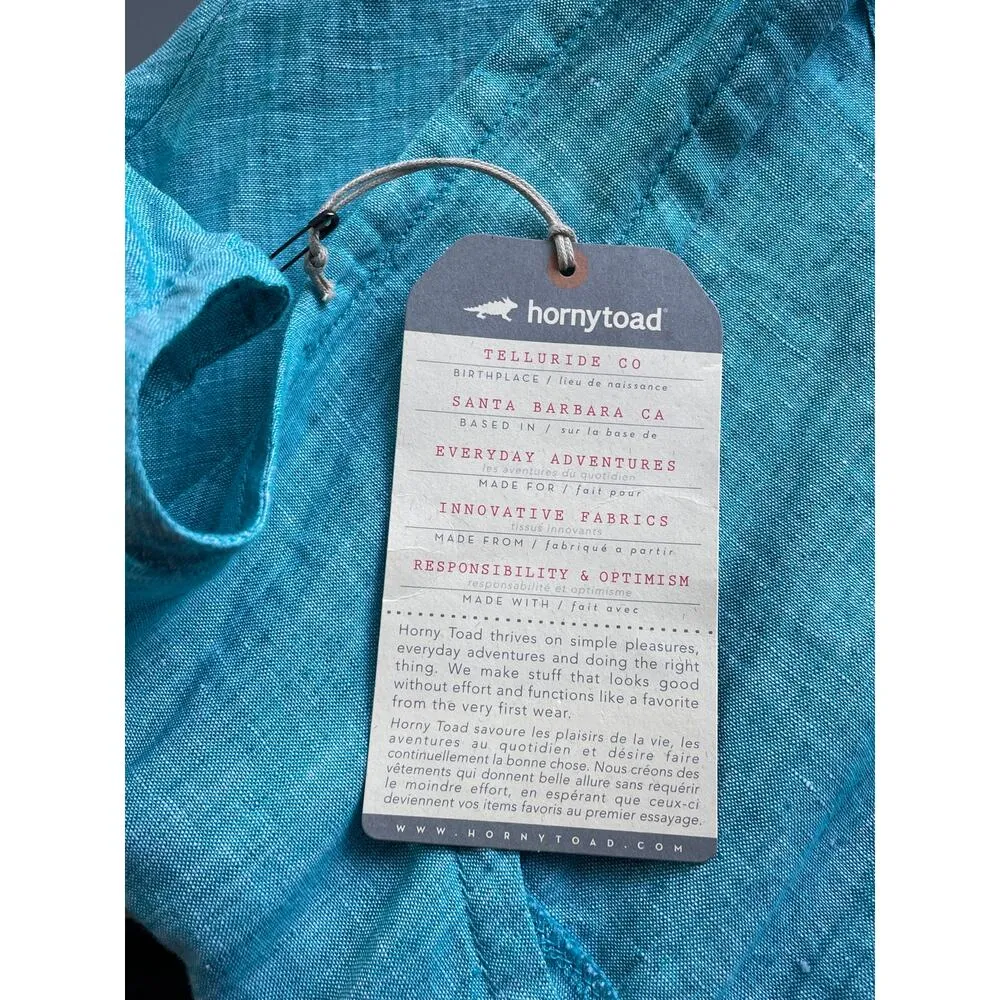 hornytoad
TELLURIDE CO
BIRTHPLACE / lieu de naissance
SANTA BARBARA CA
BASED IN / sur la base de
EVERYDAY ADVENTURES
les aventures du quotidien
MADE FOR / fait pour
INNOVATIVE FABRICS
tissus innovants
MADE FROM / fabriqué a partir
RESPONSIBILITY & OPTIMISM
responsabilité et optimisme
MADE WITH / fait avec
Horny Toad thrives on simple pleasures,
everyday adventures and doing the right
thing. We make stuff that looks good
without effort and functions like a favorite
from the very first wear.
Horny Toad savoure les plaisirs de la vie, les
aventures au quotidien et désire faire
continuellement la bonne chose. Nous créons des
vêtements qui donnent belle allure sans requérir
le moindre effort, en espérant que ceux-ci
deviennent vos items favoris au premier essayage.
WWW.HORNYTOAD.COM